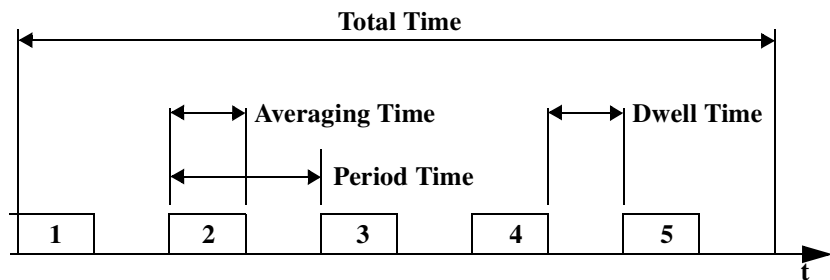 Total Time
Averaging Time
Dwell Time
Period Time
1 2 3 4 5
t